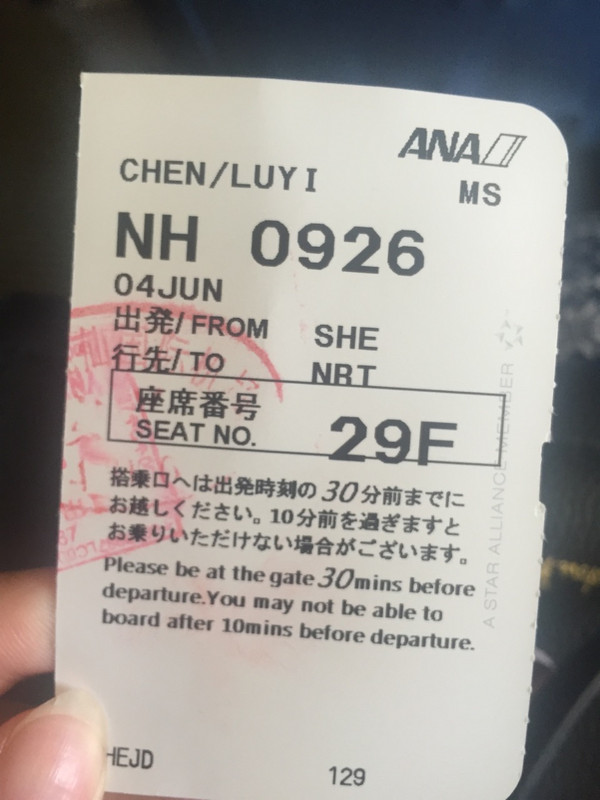 ANA
CHEN/LUYI
MS
NH 0926
04JUN
出発/ FROM SHE
行先/ TO NRT
座席番号
SEAT NO. 29F
搭乗口へは出発時刻の30分前までに
お越しください。10分前を過ぎますと
お乗りいただけない場合がございます。
Please be at the gate 30mins before
departure.You may not be able to
board after 10mins before departure.
A STAR ALLIANCE MEMBER
HEJD
129